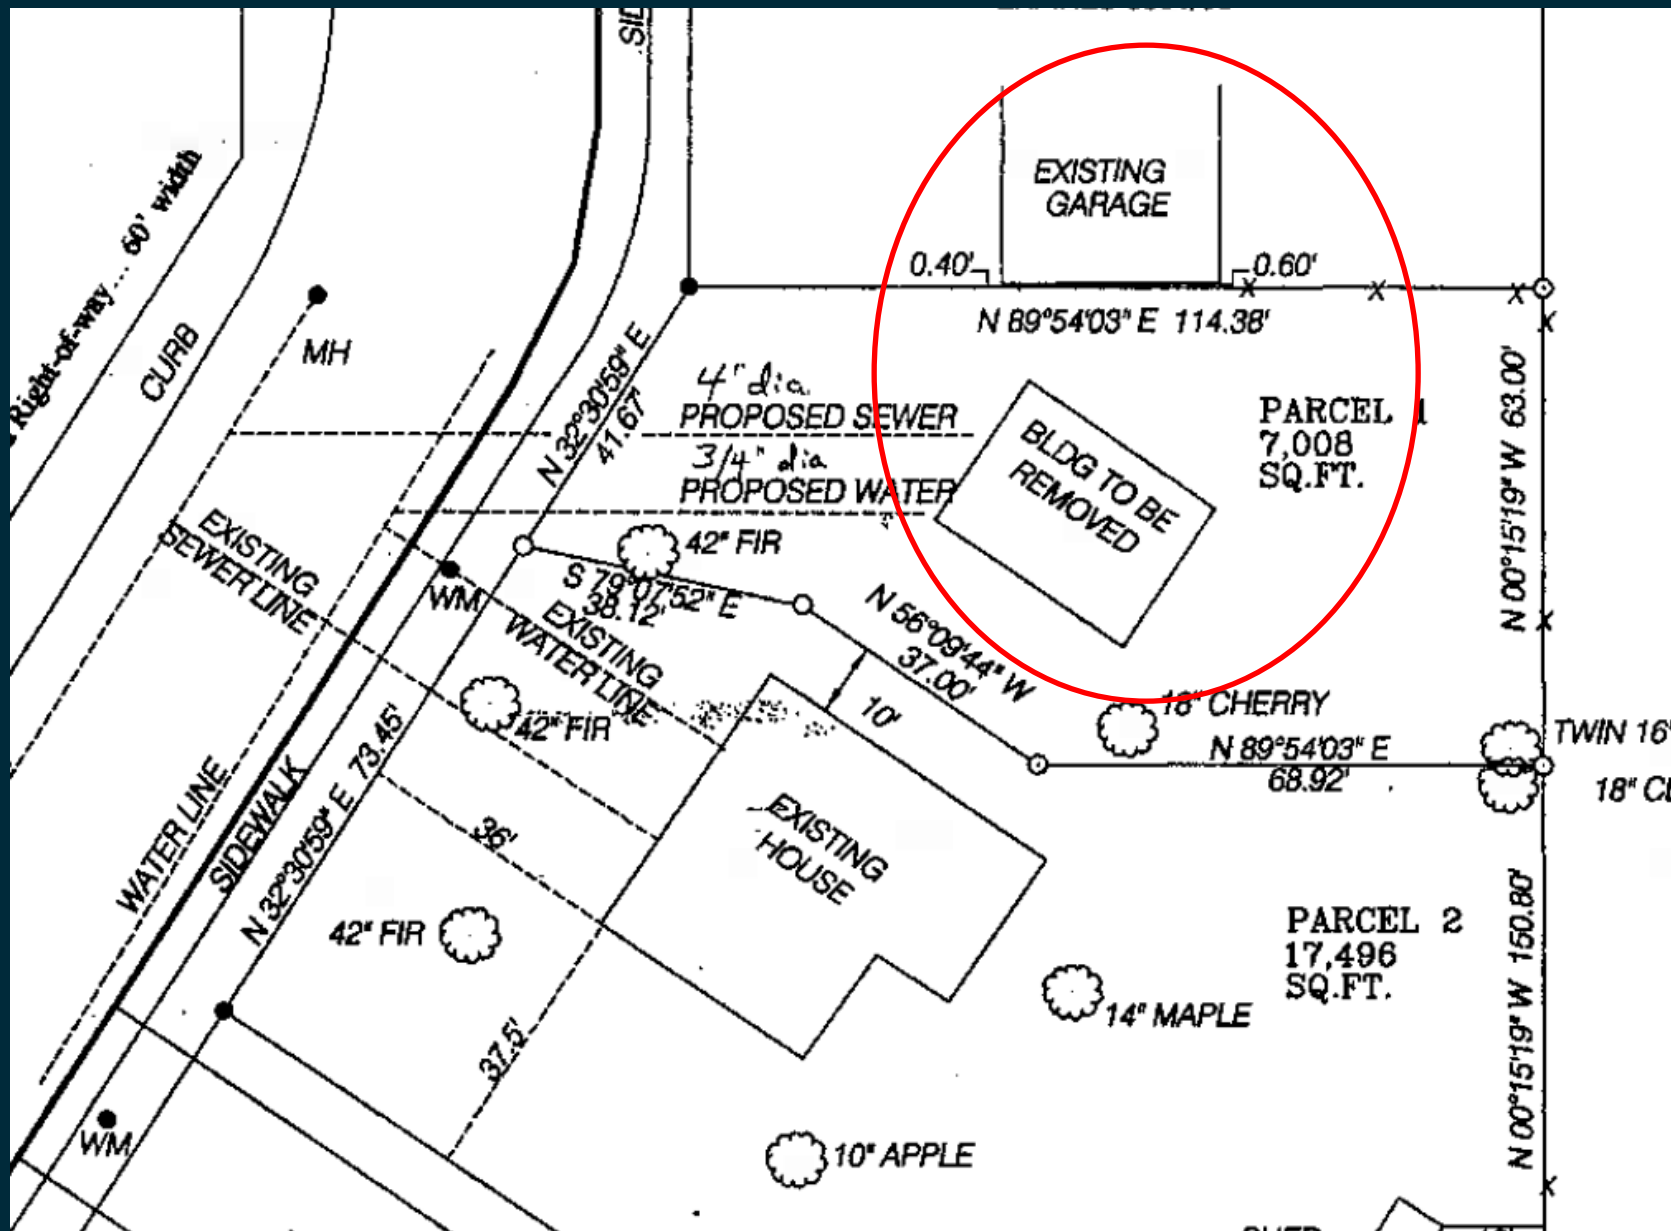 Right-of-way... 60' width
CURB
MH
EXISTING
GARAGE
0.40'
0.60'
N 89°54'03" E 114.38'
N 32°30'59" E
41.67'
4" dia
PROPOSED SEWER
3/4" dia
PROPOSED WATER
BLDG TO BE
REMOVED
PARCEL 1
7,008
SQ.FT.
N 00°15'19" W 63.00'
EXISTING
SEWER LINE
WM
42" FIR
S 79°07'52" E
38.12'
EXISTING
WATER LINE
N 56°09'44" W
37.00'
10'
42" FIR
18" CHERRY
N 89°54'03" E
68.92'
TWIN 16"
18"
WATER LINE
SIDEWALK
N 32°30'59" E 73.45'
36'
EXISTING
HOUSE
42" FIR
37.5'
PARCEL 2
17,496
SQ.FT.
N 00°15'19" W 150.80'
14" MAPLE
WM
10" APPLE